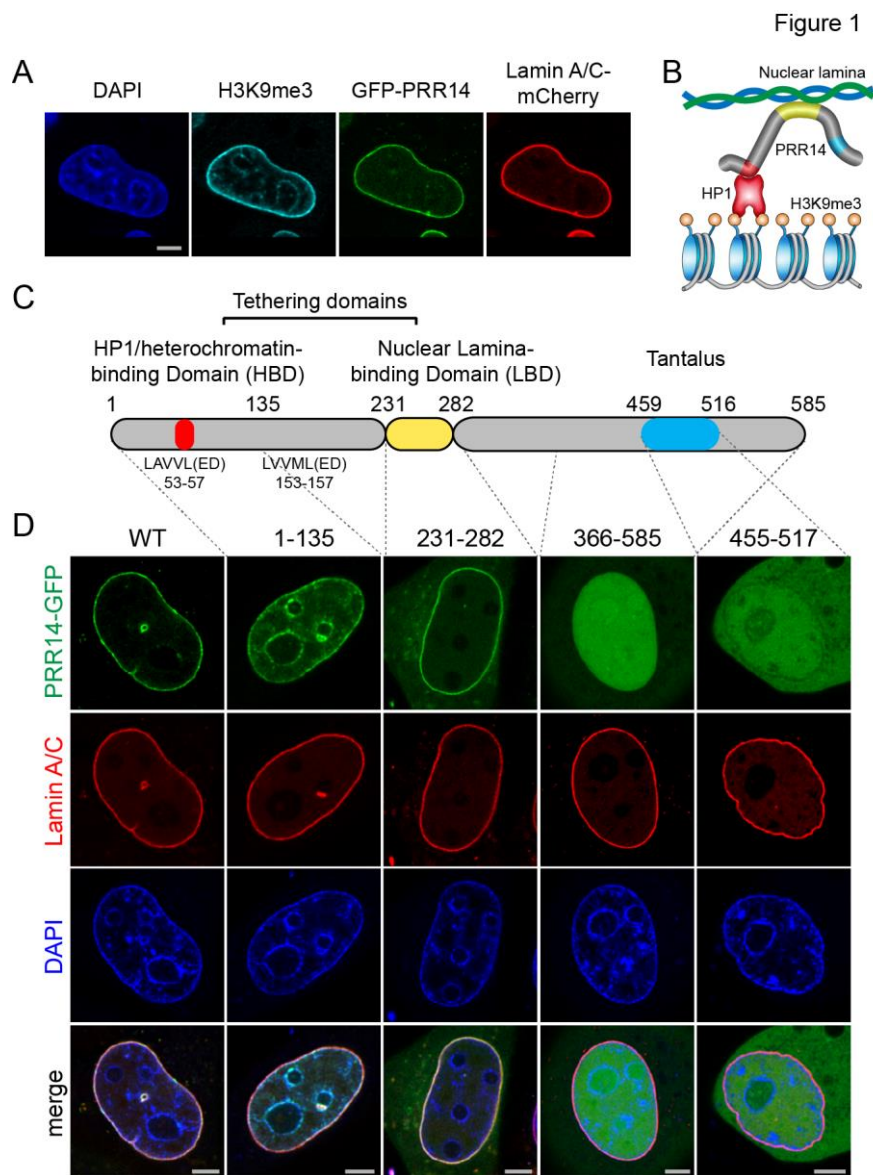 Figure 1
A
DAPI
H3K9me3
GFP-PRR14
Lamin A/C-
mCherry
B
Nuclear lamina
PRR14
HP1
H3K9me3
C
Tethering domains
HP1/heterochromatin-
binding Domain (HBD)
Nuclear Lamina-
binding Domain (LBD)
Tantalus
1 135 231 282 459 516 585
LAVVL(ED)
53-57
LVVML(ED)
153-157
D
WT 1-135 231-282 366-585 455-517
PRR14-GFP
Lamin A/C
DAPI
merge